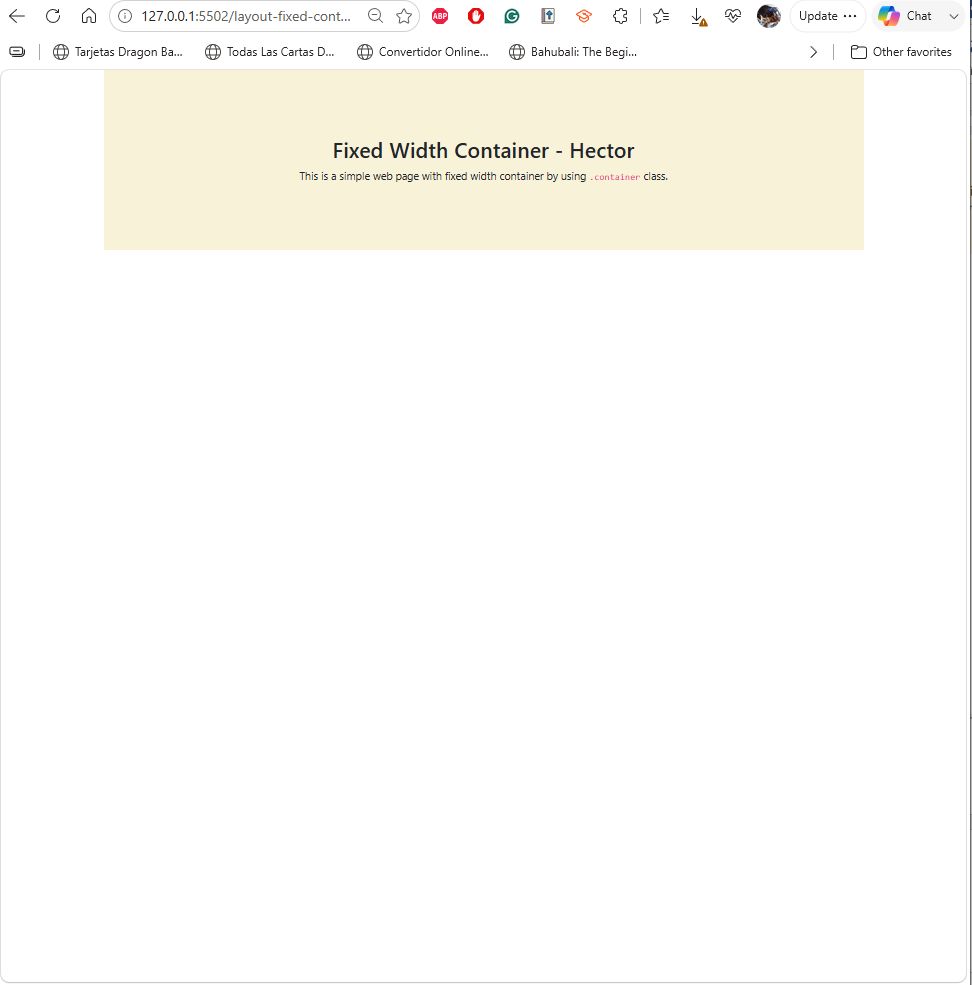 127.0.0.1:5502/layout-fixed-cont...
ABP
Update
Chat
Tarjetas Dragon Ba...
Todas Las Cartas D...
Convertidor Online...
Bahubali: The Begi...
Other favorites
Fixed Width Container - Hector
This is a simple web page with fixed width container by using .container class.